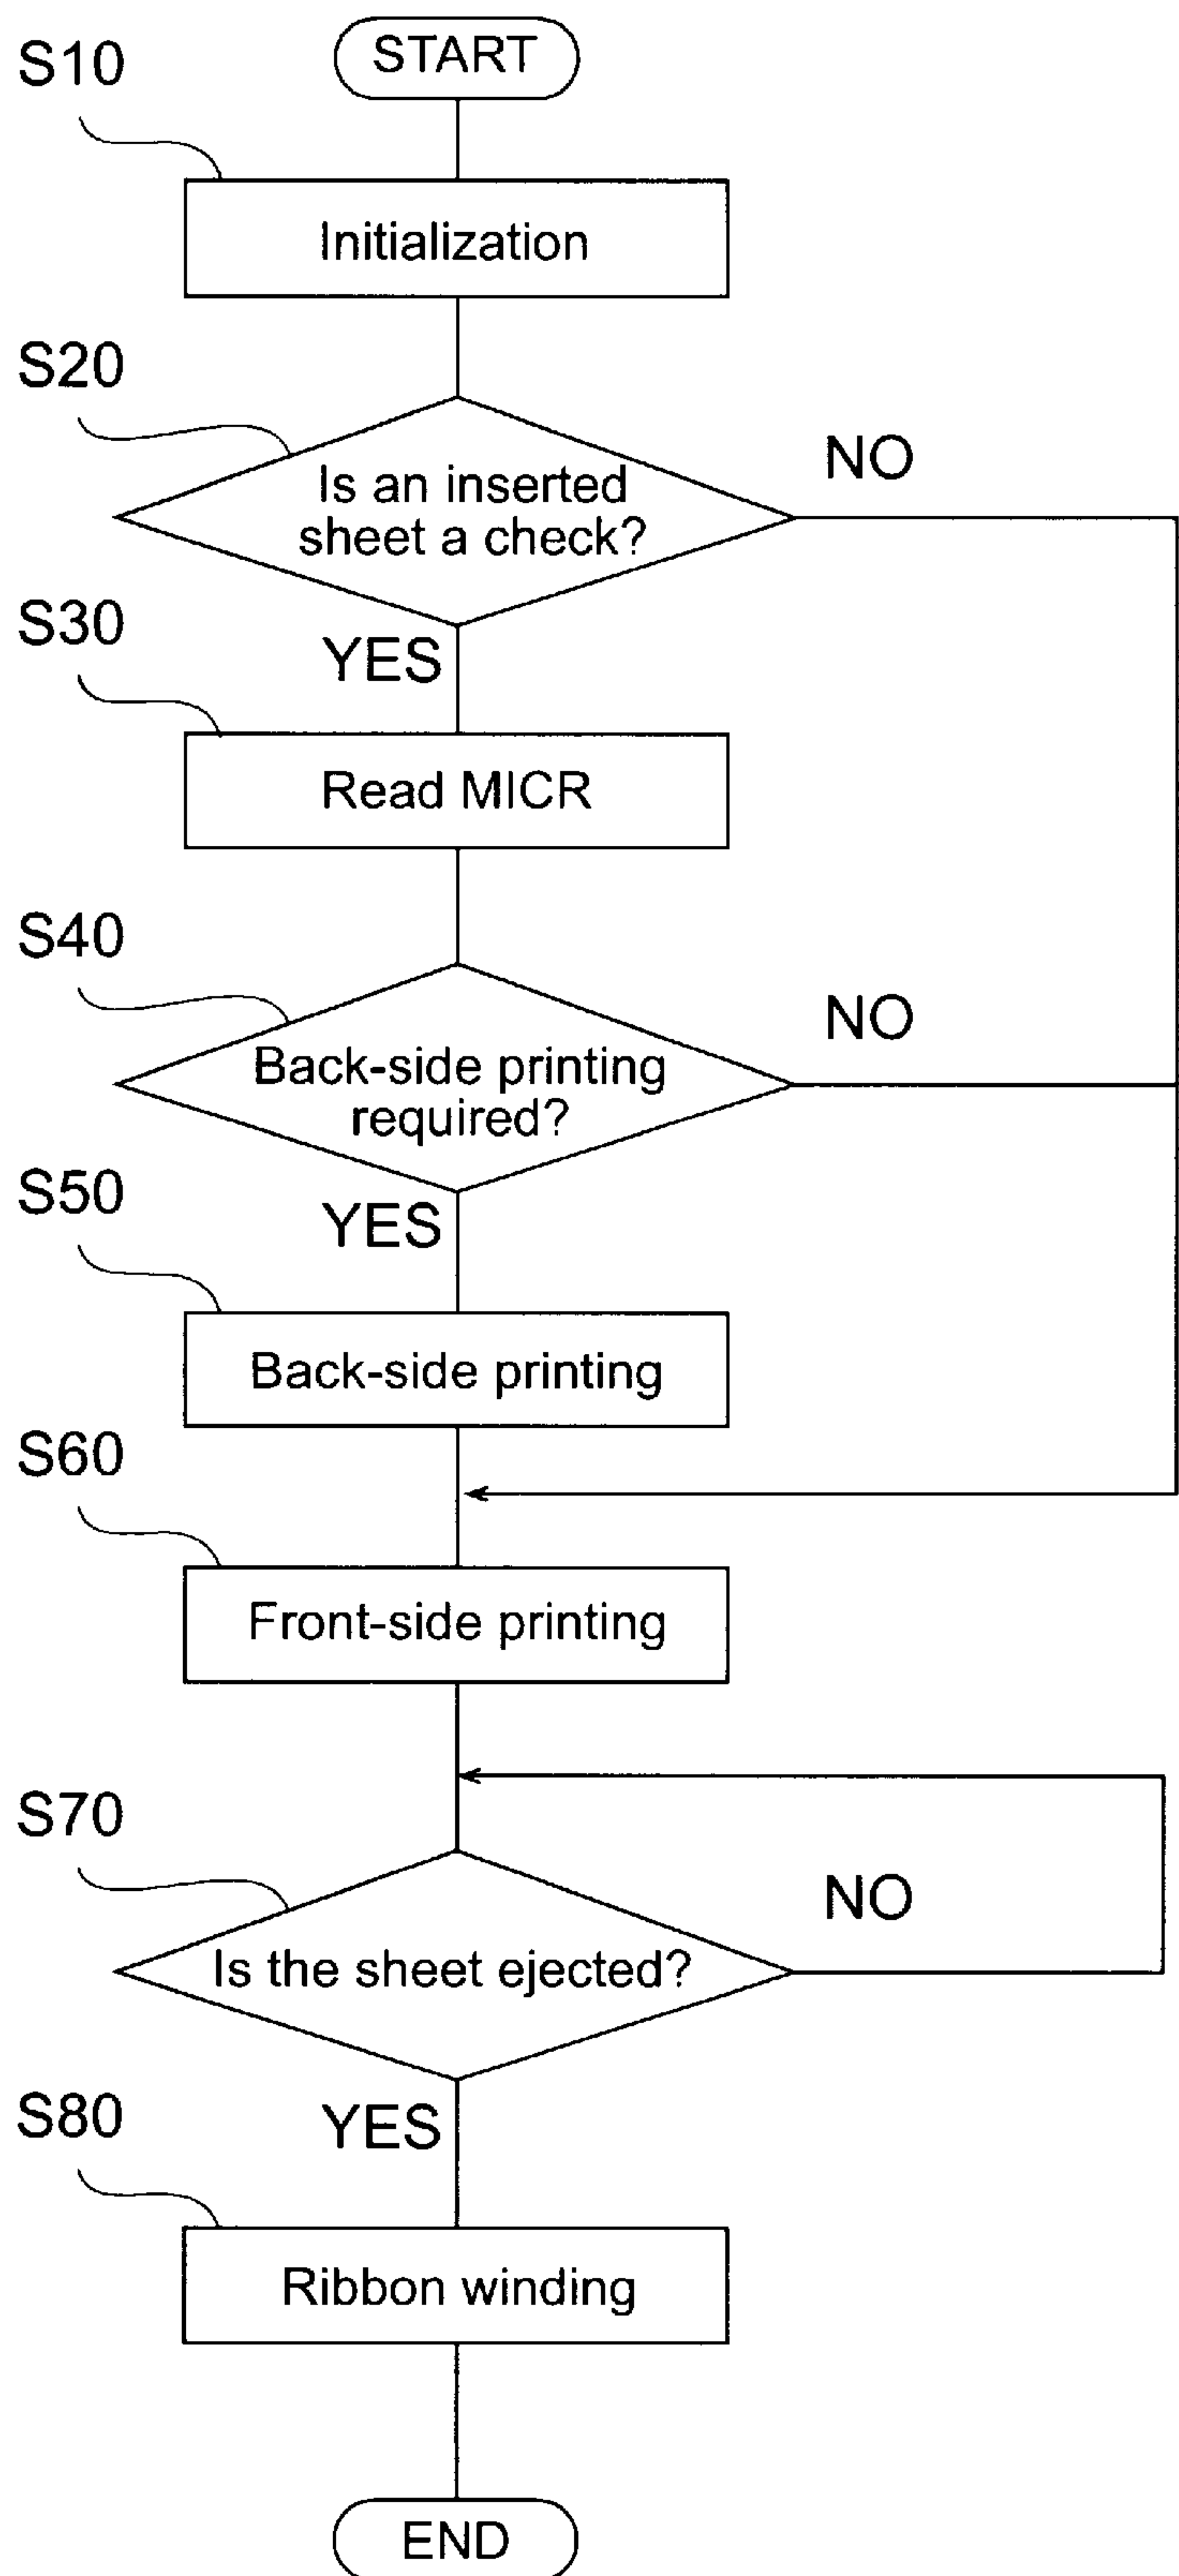 START
S10
Initialization
S20
Is an inserted
sheet a check?
NO
YES
S30
Read MICR
S40
Back-side printing
required?
NO
YES
S50
Back-side printing
S60
Front-side printing
S70
Is the sheet ejected?
NO
YES
S80
Ribbon winding
END